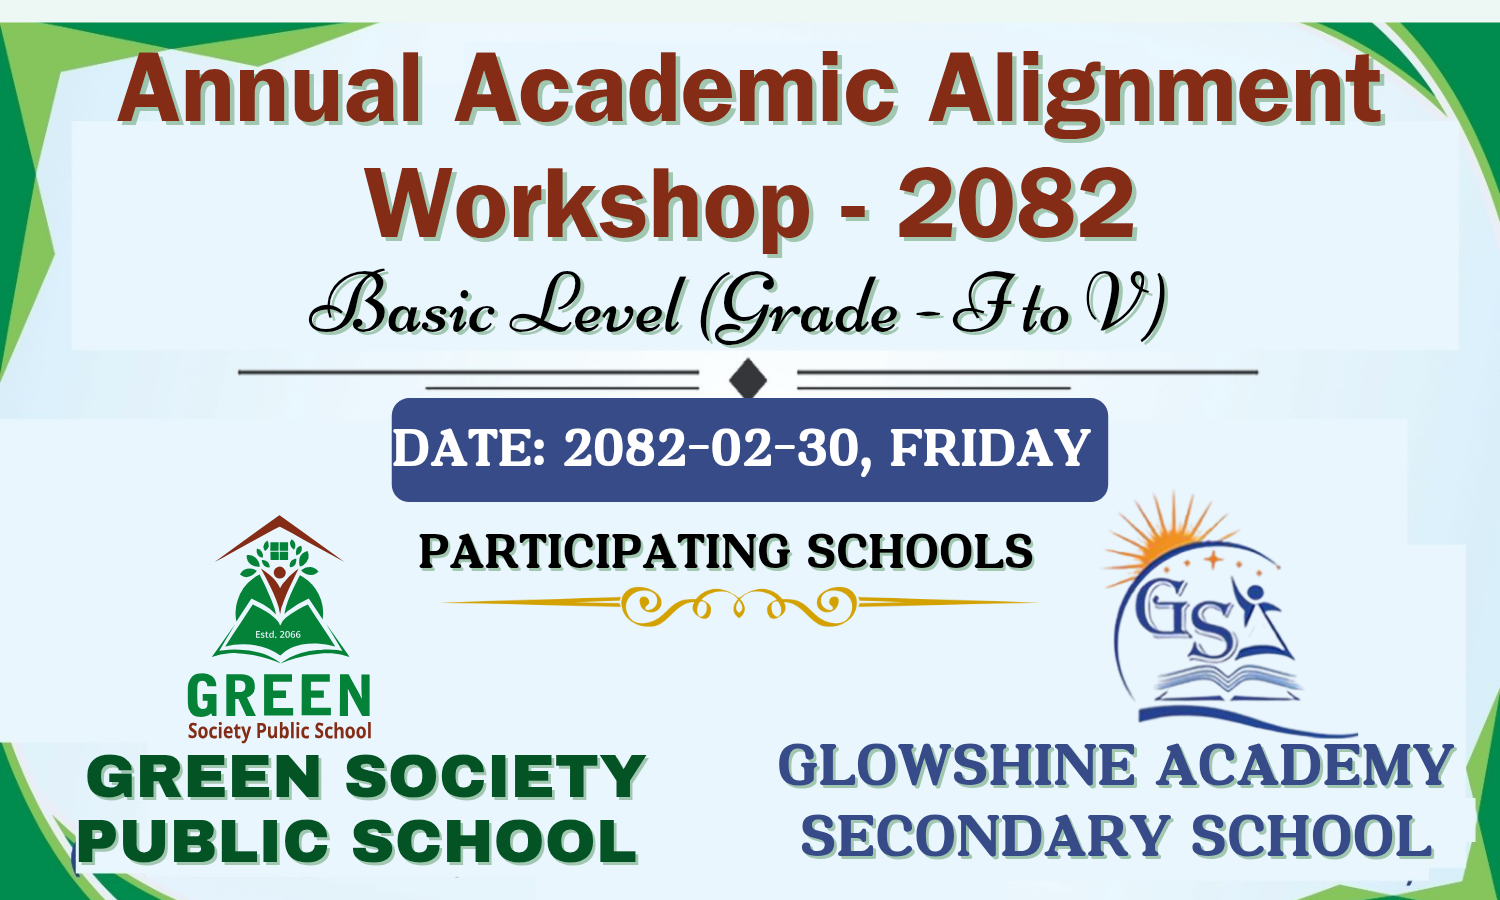 Annual Academic Alignment
Workshop - 2082
Basic Level (Grade - I to V)
DATE: 2082-02-30, FRIDAY
PARTICIPATING SCHOOLS
Estd. 2066
GREEN
Society Public School
GS
GREEN SOCIETY
PUBLIC SCHOOL
GLOWSHINE ACADEMY
SECONDARY SCHOOL